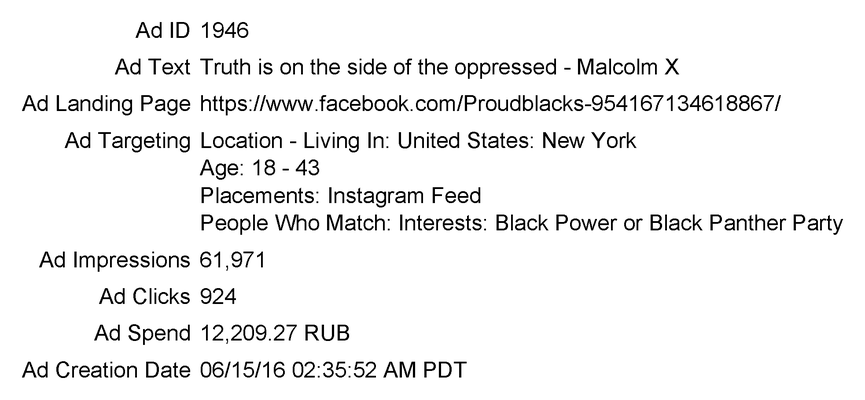 Ad ID 1946
Ad Text Truth is on the side of the oppressed - Malcolm X
Ad Landing Page https://www.facebook.com/Proudblacks-954167134618867/
Ad Targeting Location - Living In: United States: New York
Age: 18 - 43
Placements: Instagram Feed
People Who Match: Interests: Black Power or Black Panther Party
Ad Impressions 61,971
Ad Clicks 924
Ad Spend 12,209.27 RUB
Ad Creation Date 06/15/16 02:35:52 AM PDT